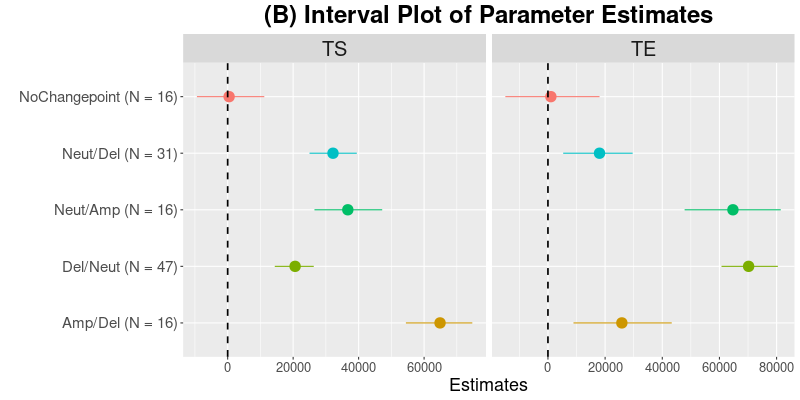 (B) Interval Plot of Parameter Estimates
TS
TE
NoChangepoint (N = 16)
Neut/Del (N = 31)
Neut/Amp (N = 16)
Del/Neut (N = 47)
Amp/Del (N = 16)
0 20000 40000 60000
0 20000 40000 60000 80000
Estimates